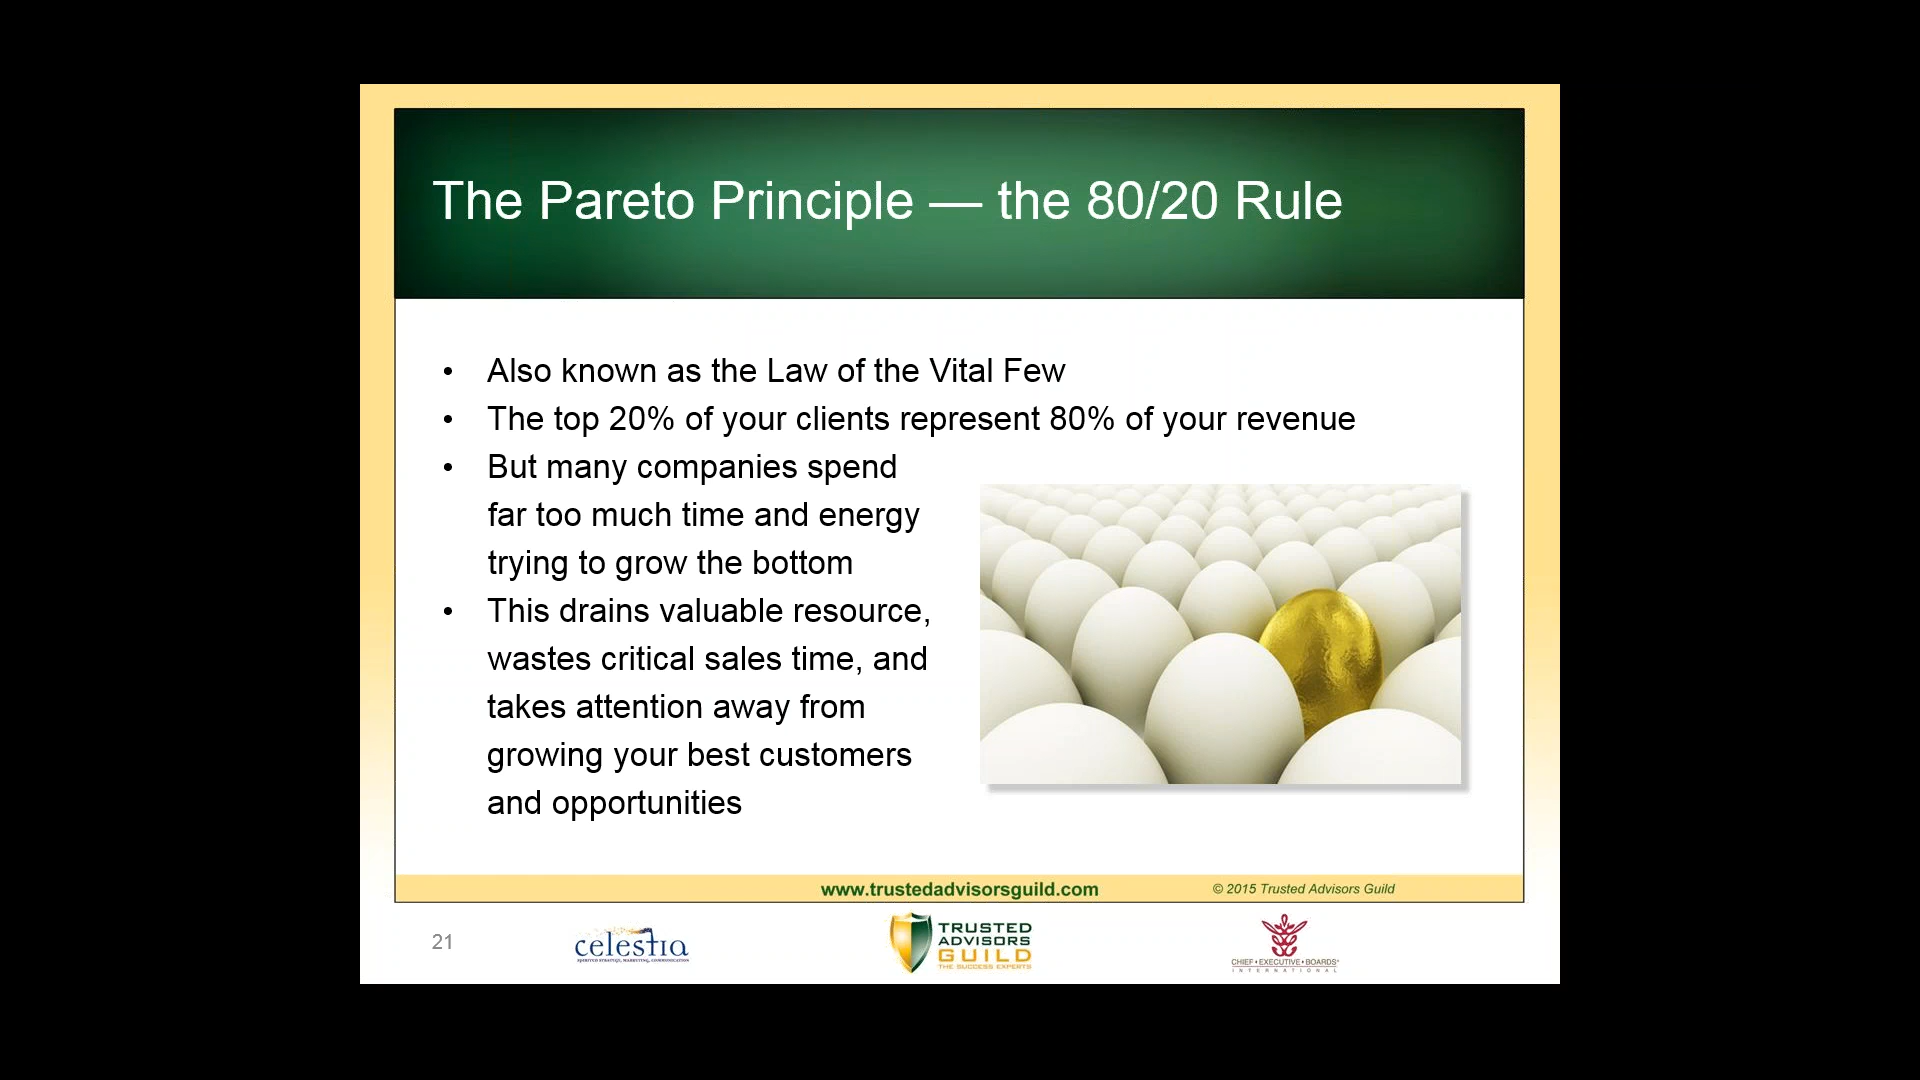 The Pareto Principle — the 80/20 Rule
• Also known as the Law of the Vital Few
• The top 20% of your clients represent 80% of your revenue
• But many companies spend
far too much time and energy
trying to grow the bottom
• This drains valuable resource,
wastes critical sales time, and
takes attention away from
growing your best customers
and opportunities
www.trustedadvisorsguild.com
© 2015 Trusted Advisors Guild
21
celestia
SPIRITED STRATEGY, MARKETING, COMMUNICATION
TRUSTED
ADVISORS
GUILD
THE SUCCESS EXPERTS
CHIEF • EXECUTIVE • BOARDS
INTERNATIONAL